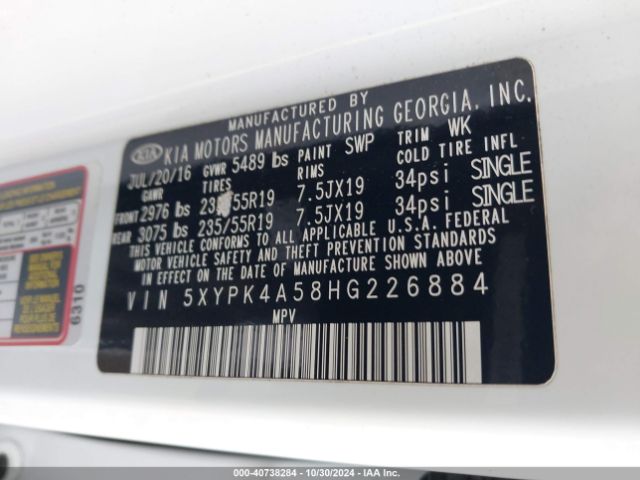 MANUFACTURED BY
KIA KIA MOTORS MANUFACTURING GEORGIA, INC.
JUL/20/16 GVWR 5489 lbs PAINT SWP TRIM WK
GAWR TIRES RIMS COLD TIRE INFL
FRONT 2976 lbs 55R19 7.5JX19 34psi SINGLE
REAR 3075 lbs 235/55R19 7.5JX19 34psi SINGLE
THIS VEHICLE CONFORMS TO ALL APPLICABLE U.S.A. FEDERAL
MOTOR VEHICLE SAFETY AND THEFT PREVENTION STANDARDS
IN EFFECT ON THE DATE OF MANUFACTURE SHOWN ABOVE.
VIN 5XYPK4A58HG226884
MPV
6310
000-40738284 - 10/30/2024 - IAA Inc.